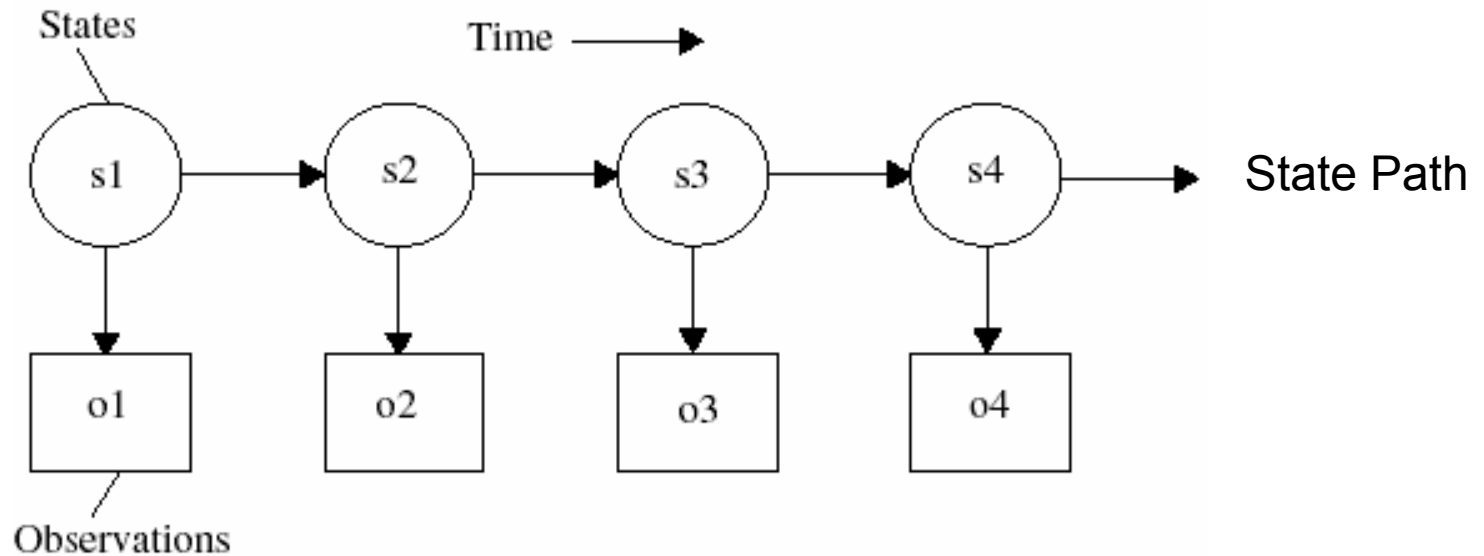 States
Time
s1
s2
s3
s4
State Path
o1
o2
o3
o4
Observations